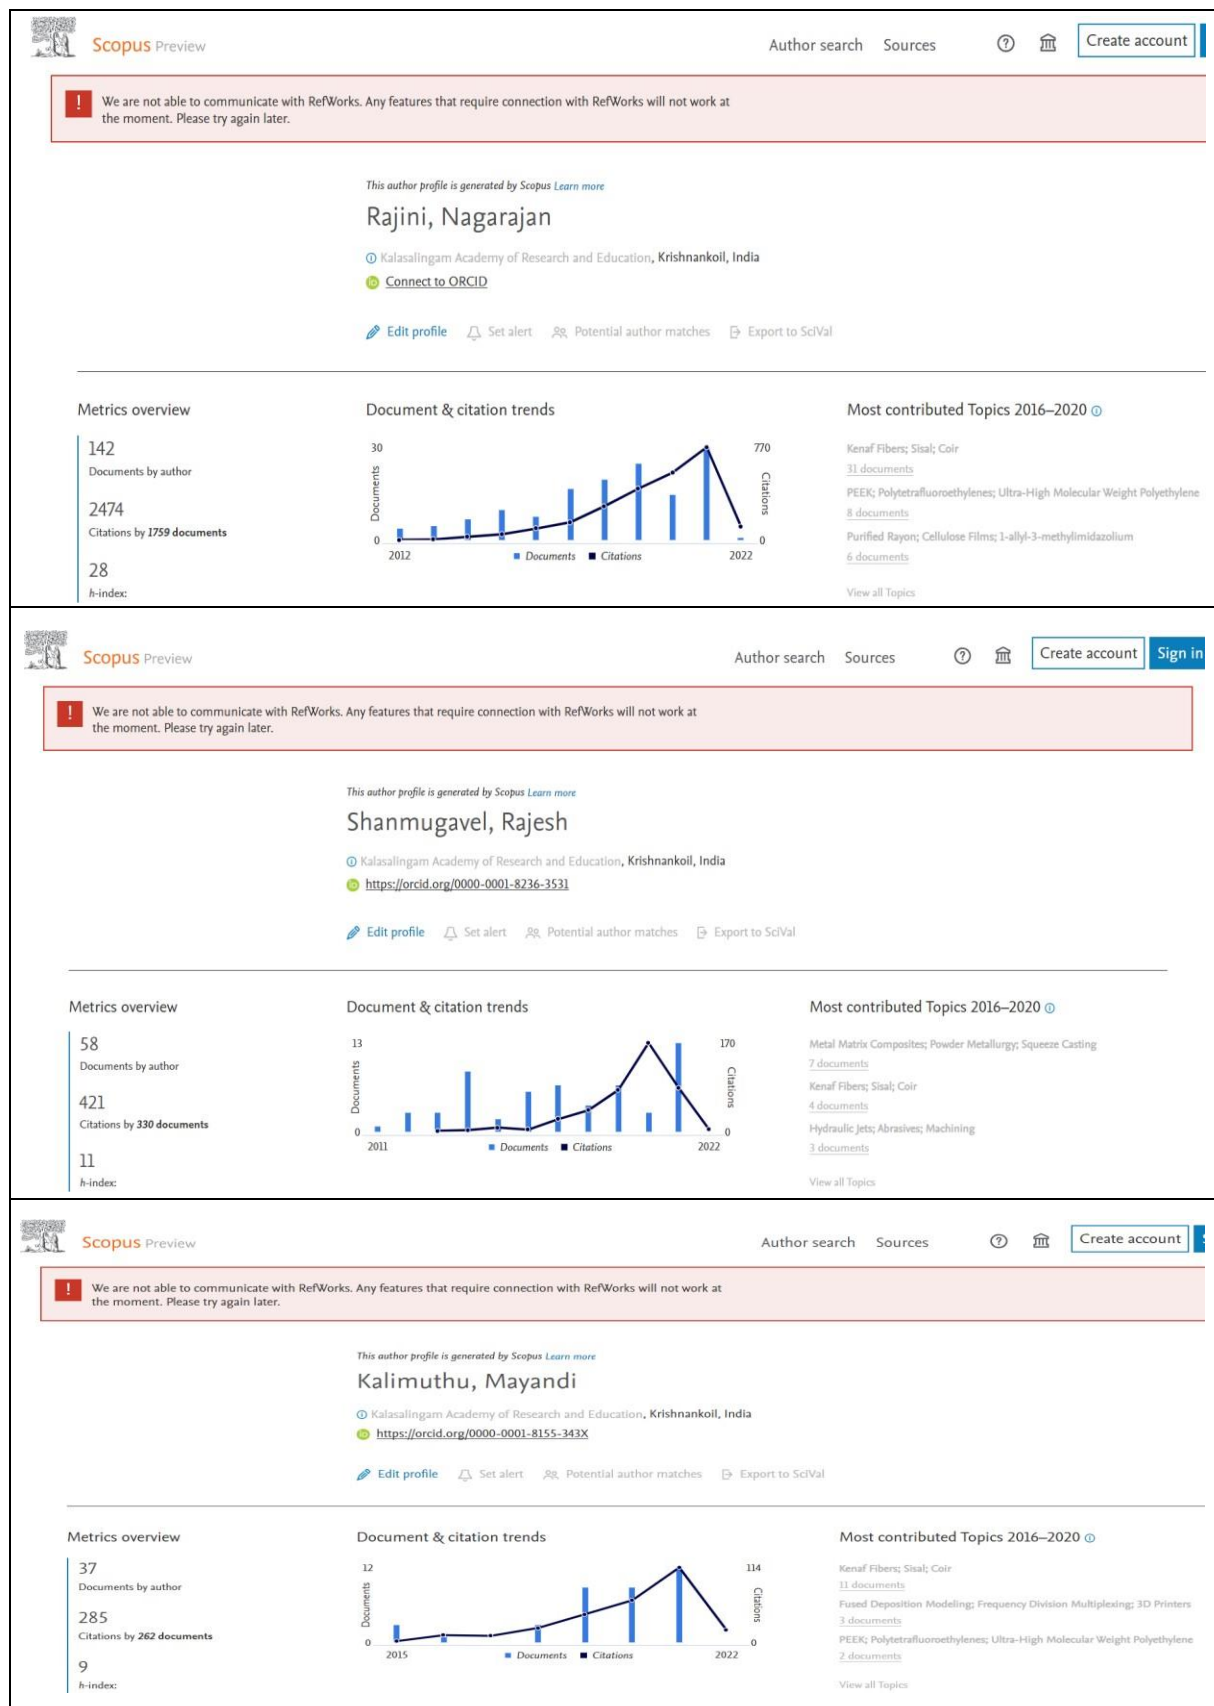 Scopus Preview
Author search Sources
Create account
! We are not able to communicate with RefWorks. Any features that require connection with RefWorks will not work at
the moment. Please try again later.
This author profile is generated by Scopus Learn more
Rajini, Nagarajan
Kalasalingam Academy of Research and Education, Krishnankoil, India
iD Connect to ORCID
Edit profile Set alert Potential author matches Export to SciVal
Metrics overview
142
Documents by author
2474
Citations by 1759 documents
28
h-index:
Document & citation trends
30 770
Documents
Citations
0 0
2012 Documents Citations 2022
Most contributed Topics 2016–2020
Kenaf Fibers; Sisal; Coir
31 documents
PEEK; Polytetrafluoroethylenes; Ultra-High Molecular Weight Polyethylene
8 documents
Purified Rayon; Cellulose Films; 1-allyl-3-methylimidazolium
6 documents
View all Topics
Scopus Preview
Author search Sources
Create account Sign in
! We are not able to communicate with RefWorks. Any features that require connection with RefWorks will not work at
the moment. Please try again later.
This author profile is generated by Scopus Learn more
Shanmugavel, Rajesh
Kalasalingam Academy of Research and Education, Krishnankoil, India
iD https://orcid.org/0000-0001-8236-3531
Edit profile Set alert Potential author matches Export to SciVal
Metrics overview
58
Documents by author
421
Citations by 330 documents
11
h-index:
Document & citation trends
13 170
Documents
Citations
0 0
2011 Documents Citations 2022
Most contributed Topics 2016–2020
Metal Matrix Composites; Powder Metallurgy; Squeeze Casting
7 documents
Kenaf Fibers; Sisal; Coir
4 documents
Hydraulic Jets; Abrasives; Machining
3 documents
View all Topics
Scopus Preview
Author search Sources
Create account
! We are not able to communicate with RefWorks. Any features that require connection with RefWorks will not work at
the moment. Please try again later.
This author profile is generated by Scopus Learn more
Kalimuthu, Mayandi
Kalasalingam Academy of Research and Education, Krishnankoil, India
iD https://orcid.org/0000-0001-8155-343X
Edit profile Set alert Potential author matches Export to SciVal
Metrics overview
37
Documents by author
285
Citations by 262 documents
9
h-index:
Document & citation trends
12 114
Documents
Citations
0 0
2015 Documents Citations 2022
Most contributed Topics 2016–2020
Kenaf Fibers; Sisal; Coir
11 documents
Fused Deposition Modeling; Frequency Division Multiplexing; 3D Printers
3 documents
PEEK; Polytetrafluoroethylenes; Ultra-High Molecular Weight Polyethylene
2 documents
View all Topics